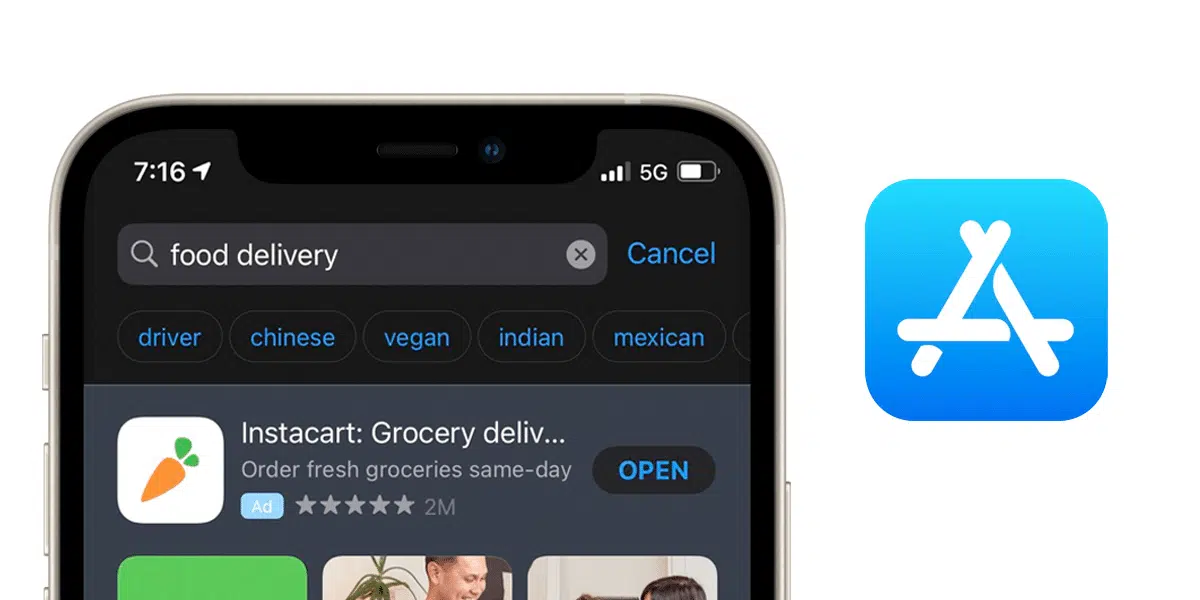 7:16 5G
food delivery Cancel
driver chinese vegan indian mexican
Instacart: Grocery deliv...
Order fresh groceries same-day
OPEN
Ad 2M